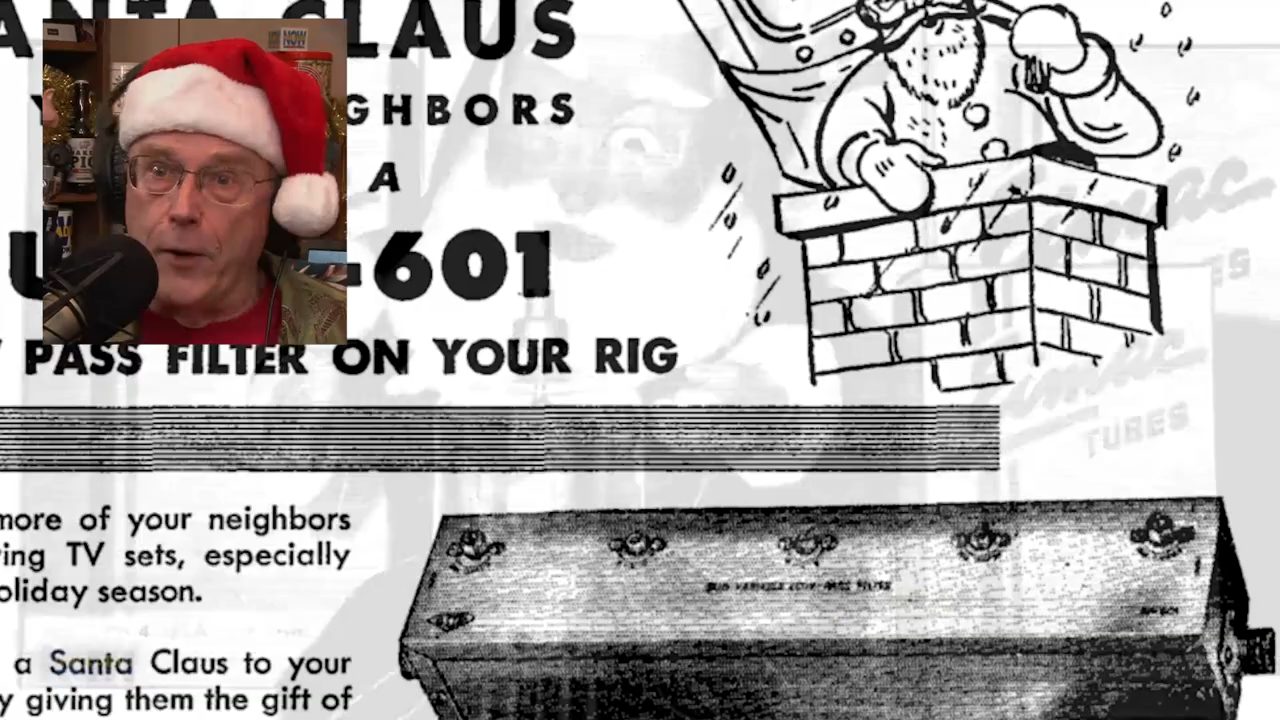 ANTA CLAUS
GHBORS
A
-601
PASS FILTER ON YOUR RIG
more of your neighbors
ing TV sets, especially
oliday season.
a Santa Claus to your
y giving them the gift of
TUBES
NOW